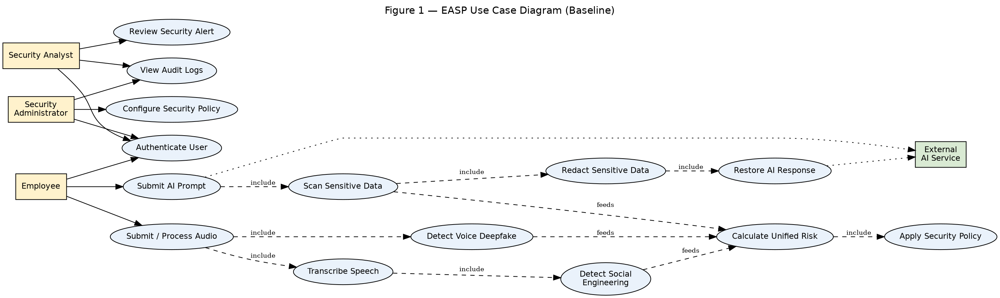 Figure 1 — EASP Use Case Diagram (Baseline)
Review Security Alert
Security Analyst
View Audit Logs
Security
Administrator
Configure Security Policy
Authenticate User
External
AI Service
Employee
Submit AI Prompt
include
Scan Sensitive Data
include
Redact Sensitive Data
include
Restore AI Response
feeds
Submit / Process Audio
include
Detect Voice Deepfake
feeds
Calculate Unified Risk
include
Apply Security Policy
include
Transcribe Speech
include
Detect Social
Engineering
feeds